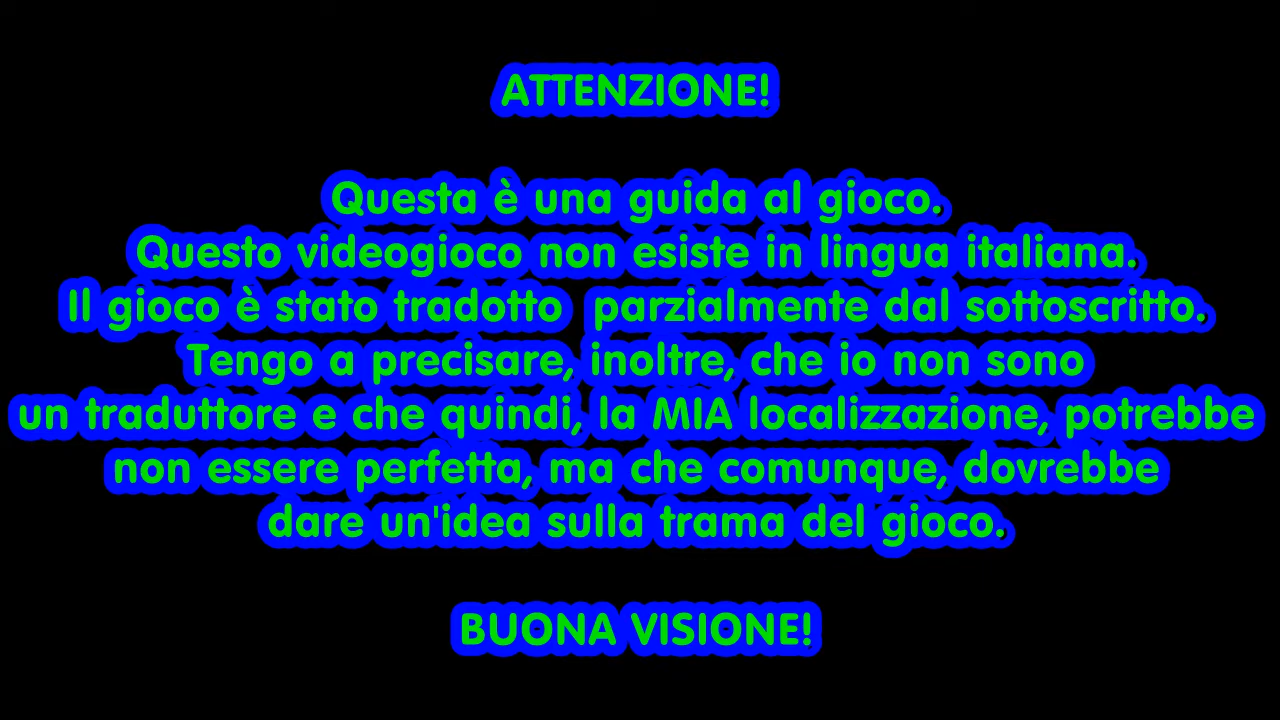 ATTENZIONE!
Questa è una guida al gioco.
Questo videogioco non esiste in lingua italiana.
Il gioco è stato tradotto  parzialmente dal sottoscritto.
Tengo a precisare, inoltre, che io non sono
un traduttore e che quindi, la MIA localizzazione, potrebbe
non essere perfetta, ma che comunque, dovrebbe
dare un'idea sulla trama del gioco.
BUONA VISIONE!